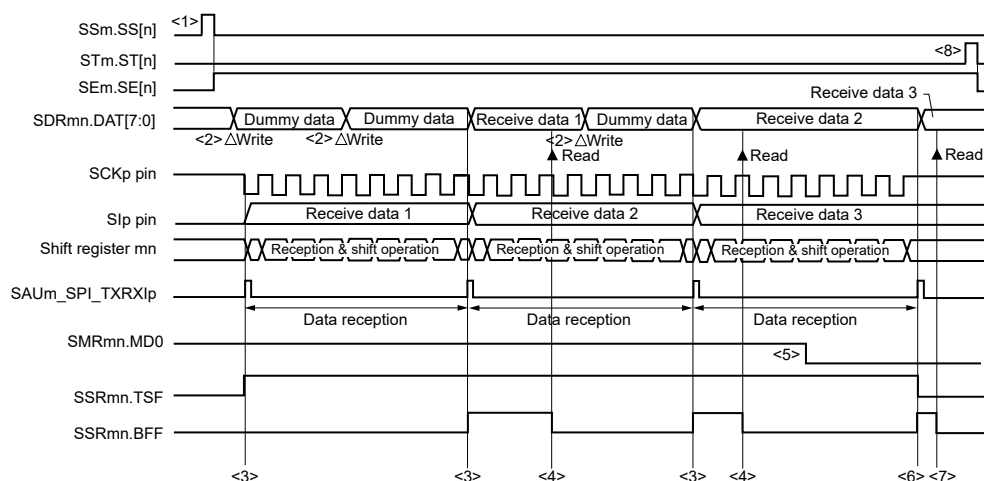 SSm.SS[n] <1>
STm.ST[n] <8>
SEm.SE[n]
Receive data 3
SDRmn.DAT[7:0] Dummy data Dummy data Receive data 1 Dummy data Receive data 2
<2> △Write <2> △Write <2> △Write
▲ Read ▲ Read ▲ Read
SCKp pin
SIp pin Receive data 1 Receive data 2 Receive data 3
Shift register mn Reception & shift operation Reception & shift operation Reception & shift operation
SAUm_SPI_TXRXIp
Data reception Data reception Data reception
SMRmn.MD0 <5>
SSRmn.TSF
SSRmn.BFF
<3> <3> <4> <3> <4> <6> <7>